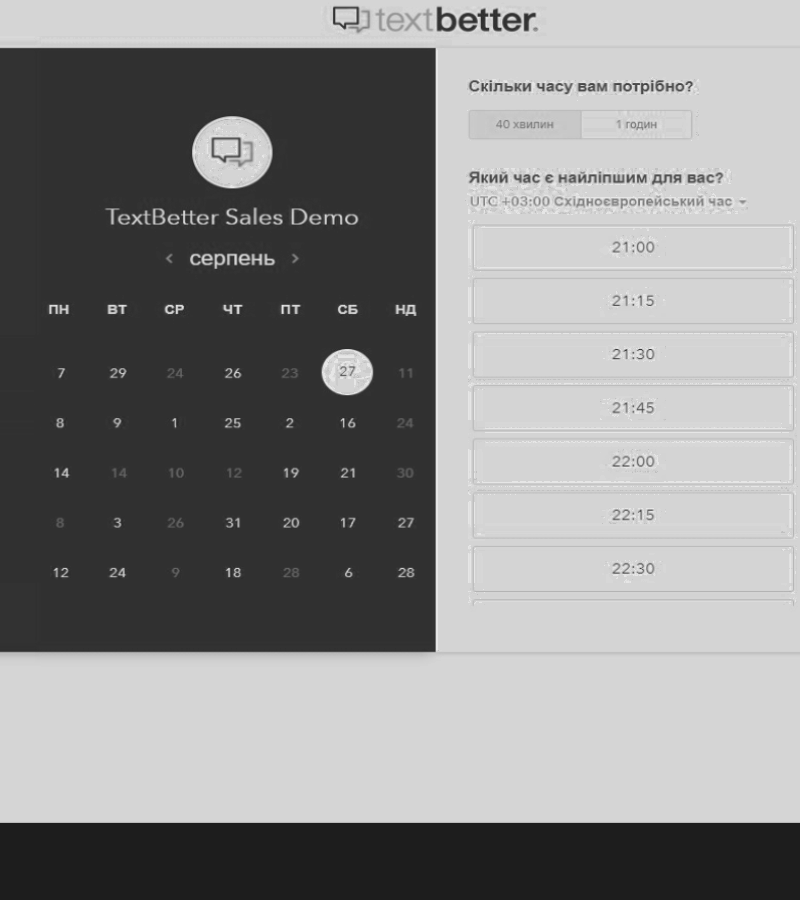 textbetter.
TextBetter Sales Demo
‹ серпень ›
ПН ВТ СР ЧТ ПТ СБ НД
7 29 24 26 23 27 11
8 9 1 25 2 16 24
14 14 10 12 19 21 30
8 3 26 31 20 17 27
12 24 9 18 28 6 28
Скільки часу вам потрібно?
40 хвилин 1 годин
Який час є найліпшим для вас?
UTC +03:00 Східноєвропейський час
21:00
21:15
21:30
21:45
22:00
22:15
22:30